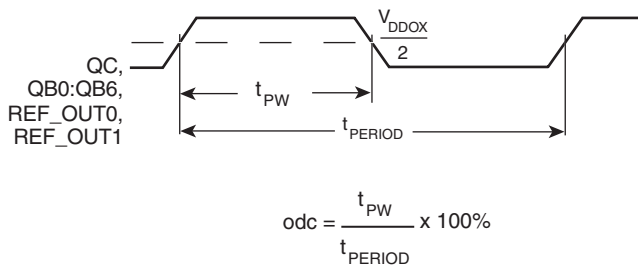 V_DDOX
2
QC,
QB0:QB6,
REF_OUT0,
REF_OUT1
t_PW
t_PERIOD
odc = t_PW / t_PERIOD x 100%